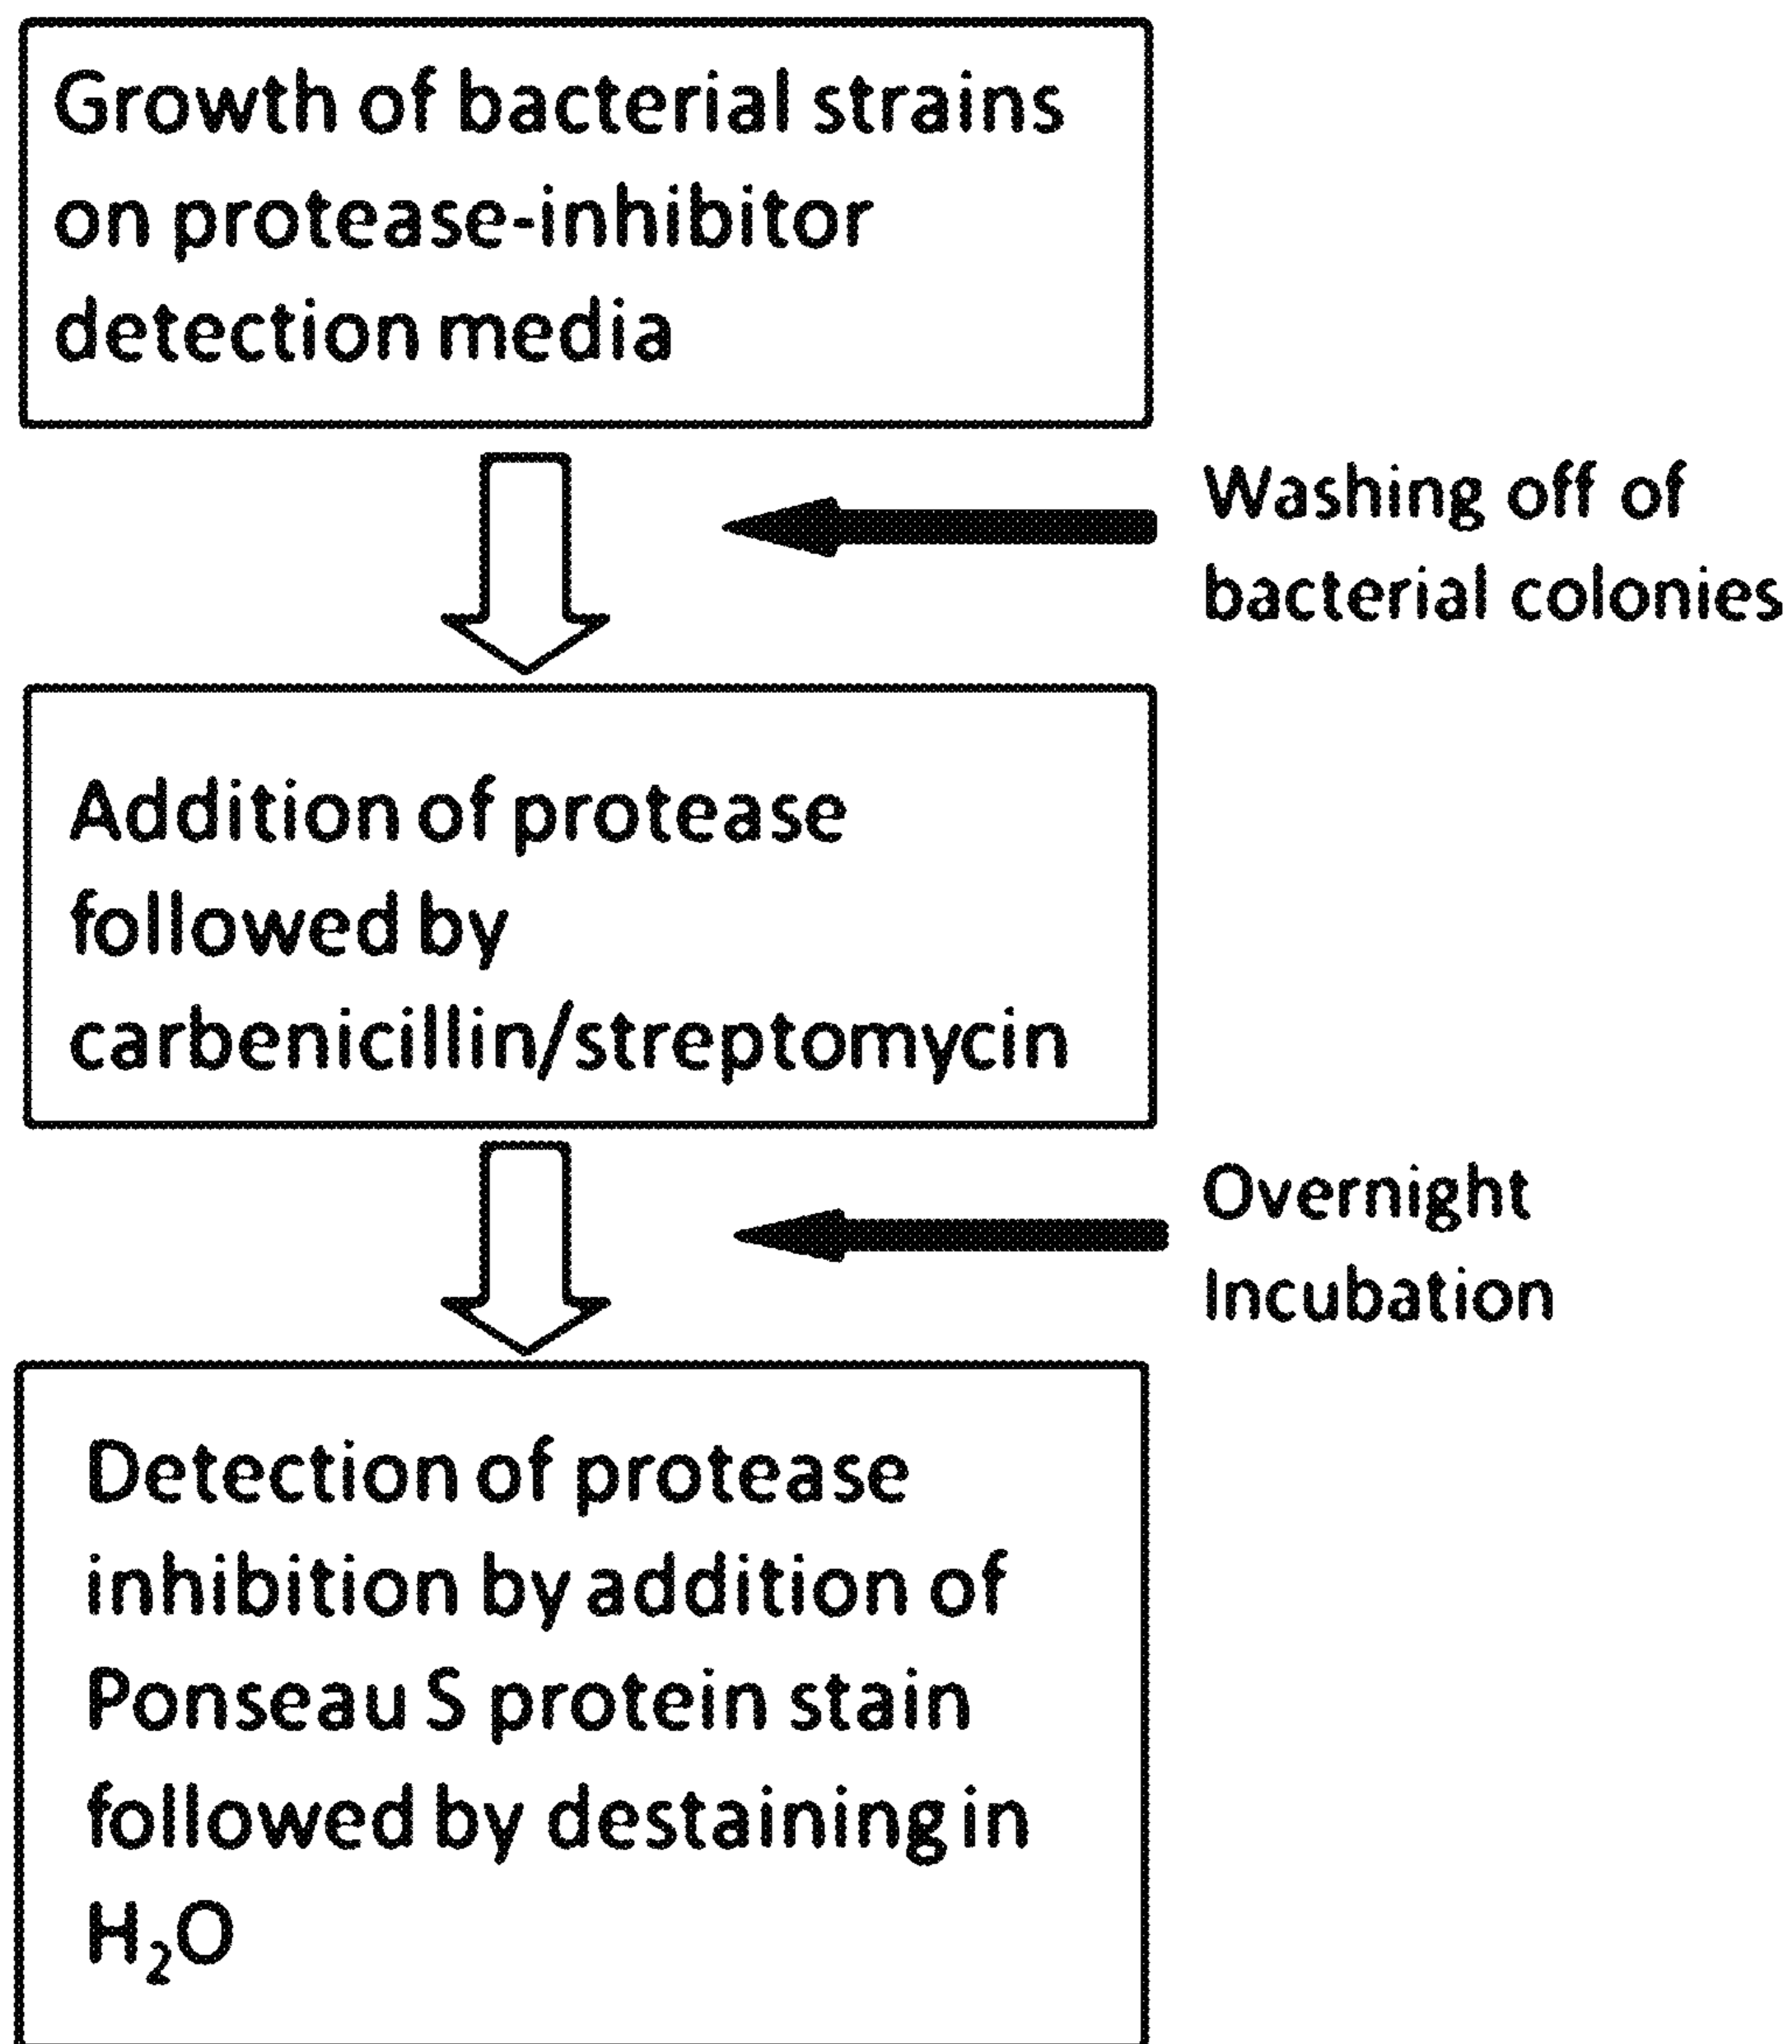 Growth of bacterial strains
on protease-inhibitor
detection media
Washing off of
bacterial colonies
Addition of protease
followed by
carbenicillin/streptomycin
Overnight
Incubation
Detection of protease
inhibition by addition of
Ponseau S protein stain
followed by destaining in
H₂O